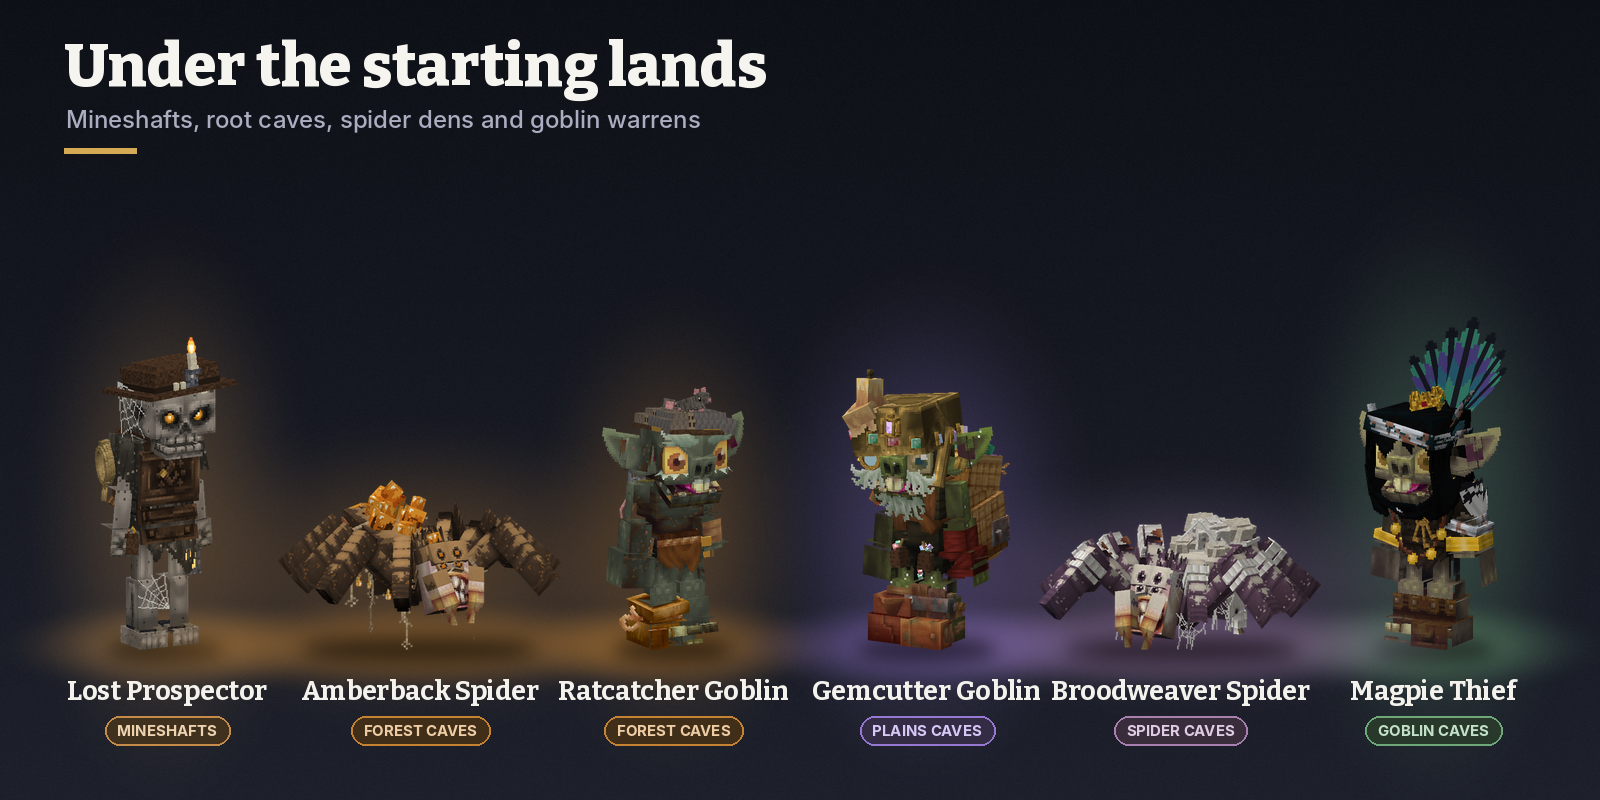 Under the starting lands
Mineshafts, root caves, spider dens and goblin warrens
Lost Prospector
Amberback Spider
Ratcatcher Goblin
Gemcutter Goblin
Broodweaver Spider
Magpie Thief
MINESHAFTS
FOREST CAVES
FOREST CAVES
PLAINS CAVES
SPIDER CAVES
GOBLIN CAVES